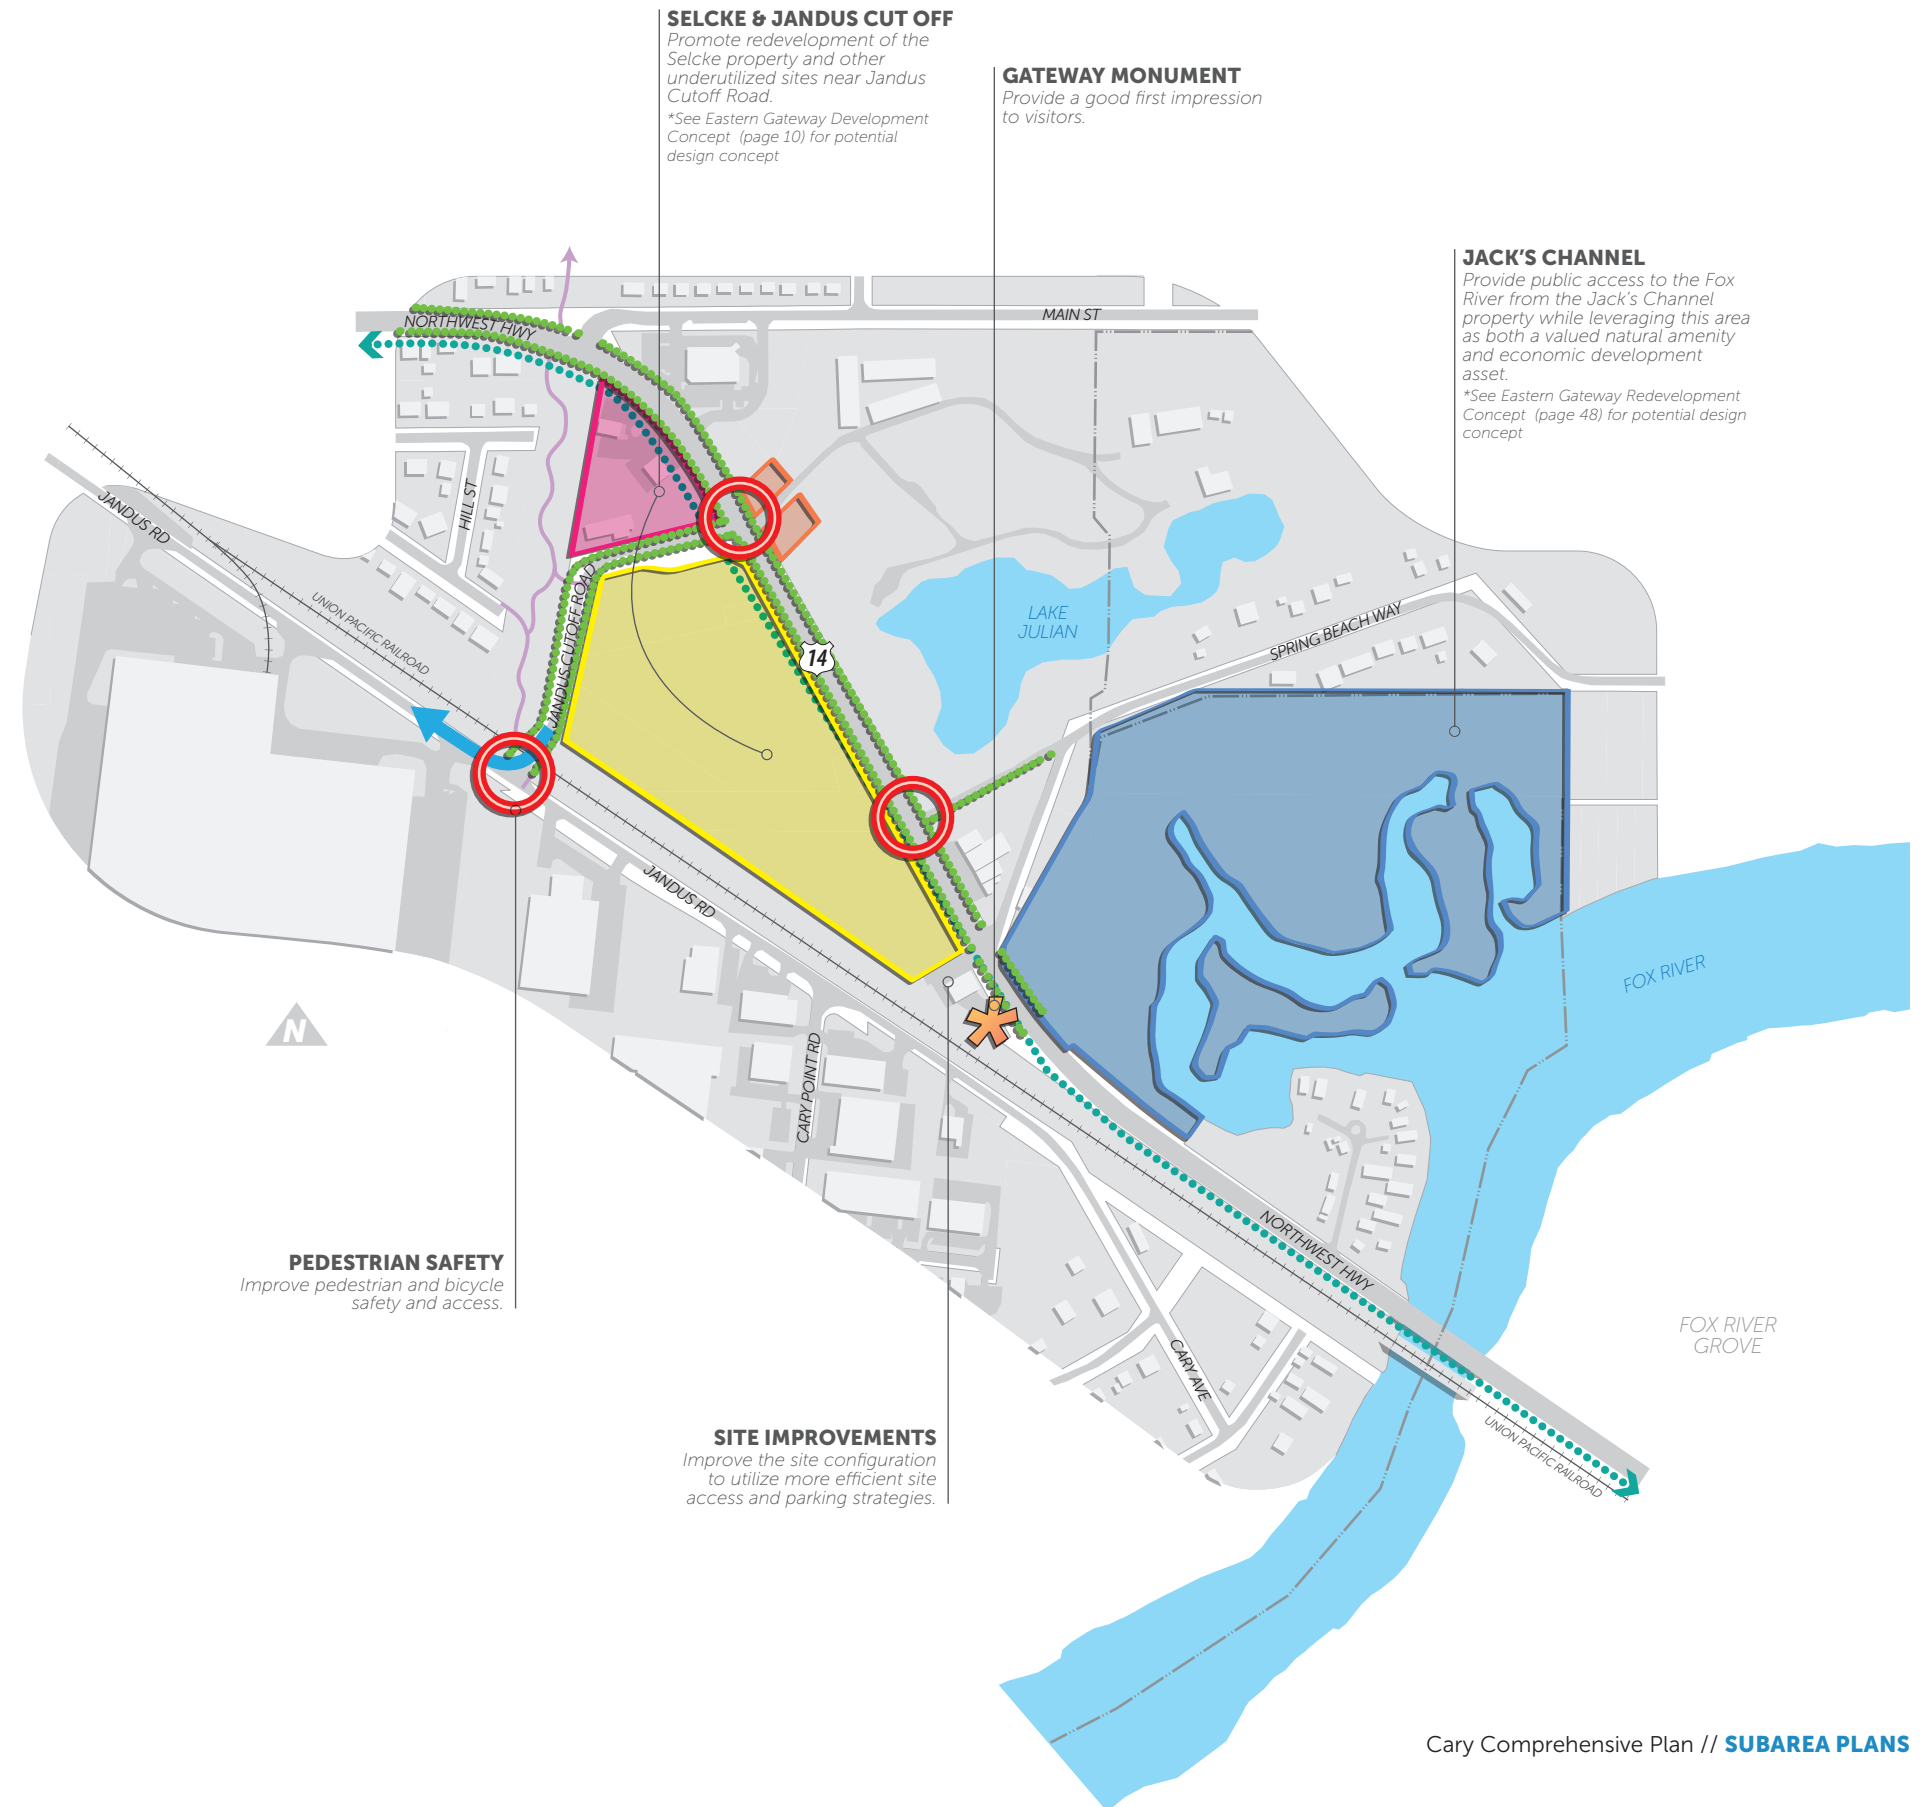 SELCKE & JANDUS CUT OFF
Promote redevelopment of the
Selcke property and other
underutilized sites near Jandus
Cutoff Road.
*See Eastern Gateway Development
Concept (page 10) for potential
design concept
GATEWAY MONUMENT
Provide a good first impression
to visitors.
JACK'S CHANNEL
Provide public access to the Fox
River from the Jack's Channel
property while leveraging this area
as both a valued natural amenity
and economic development
asset.
*See Eastern Gateway Redevelopment
Concept (page 48) for potential design
concept
NORTHWEST HWY
MAIN ST
JANDUS RD
HILL ST
UNION PACIFIC RAILROAD
JANDUS CUTOFF ROAD
14
LAKE
JULIAN
SPRING BEACH WAY
JANDUS RD
FOX RIVER
N
CARY POINT RD
PEDESTRIAN SAFETY
Improve pedestrian and bicycle
safety and access.
NORTHWEST HWY
FOX RIVER
GROVE
CARY AVE
UNION PACIFIC RAILROAD
SITE IMPROVEMENTS
Improve the site configuration
to utilize more efficient site
access and parking strategies.
Cary Comprehensive Plan // SUBAREA PLANS